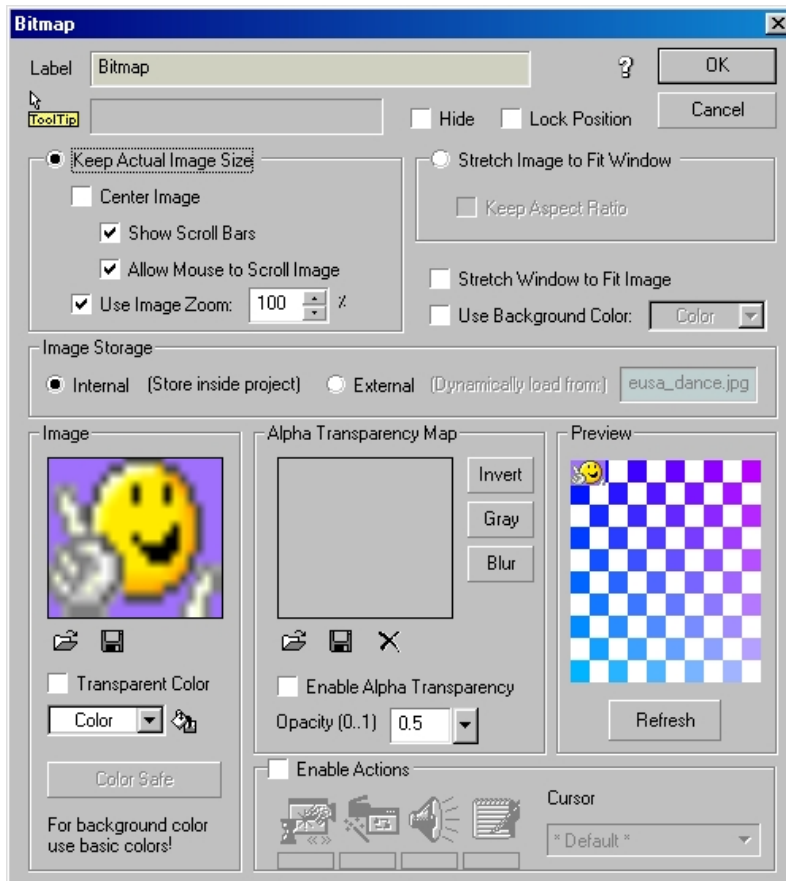 Bitmap
Label Bitmap
OK
ToolTip
Hide Lock Position
Cancel
Keep Actual Image Size
Center Image
Show Scroll Bars
Allow Mouse to Scroll Image
Use Image Zoom: 100 %
Stretch Image to Fit Window
Keep Aspect Ratio
Stretch Window to Fit Image
Use Background Color: Color
Image Storage
Internal (Store inside project) External (Dynamically load from:) eusa_dance.jpg
Image
Transparent Color
Color
Color Safe
For background color
use basic colors!
Alpha Transparency Map
Invert
Gray
Blur
Enable Alpha Transparency
Opacity (0..1) 0.5
Preview
Refresh
Enable Actions
Cursor
* Default *